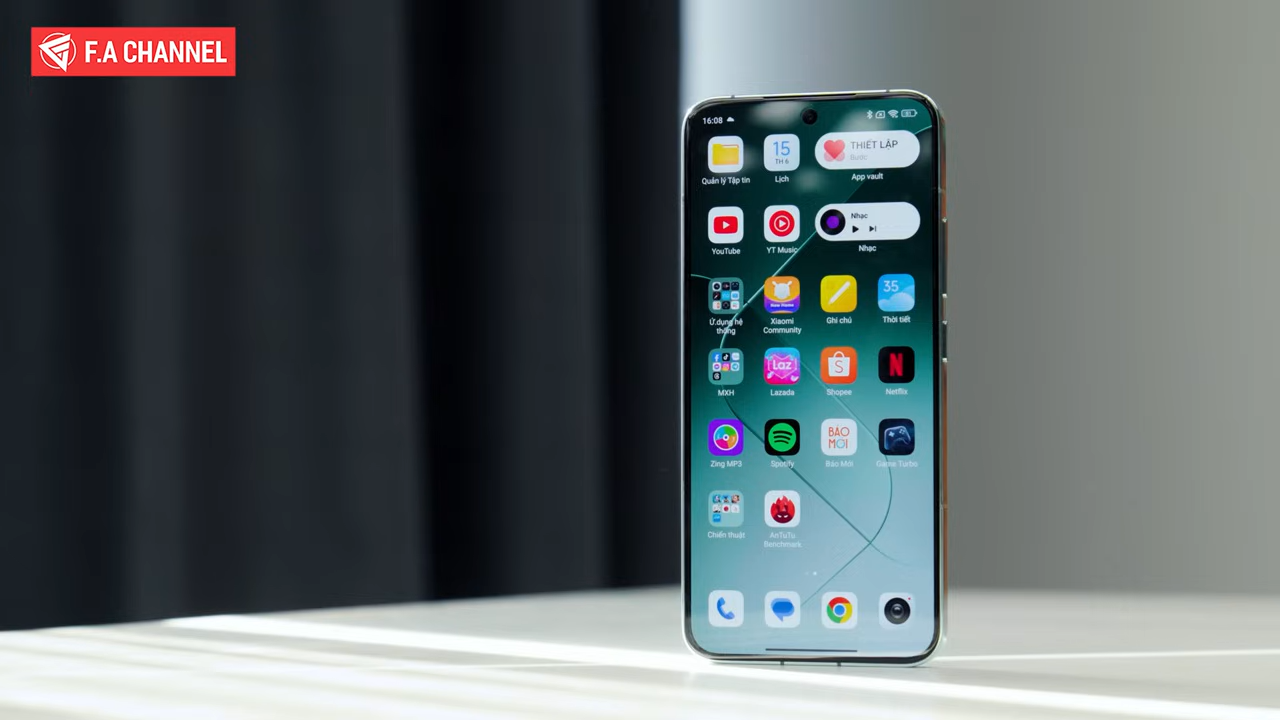 F.A CHANNEL
16:08
15
TH 6
THIẾT LẬP
Bước
Quản lý Tập tin
Lịch
App vault
Nhạc
YouTube
YT Music
Nhạc
35
Ứ.dụng hệ
thống
Xiaomi
Community
Ghi chú
Thời tiết
Laz
S
N
MXH
Lazada
Shopee
Netflix
BÁO
MỚI
Zing MP3
Spotify
Báo Mới
Game Turbo
Chiến thuật
AnTuTu
Benchmark